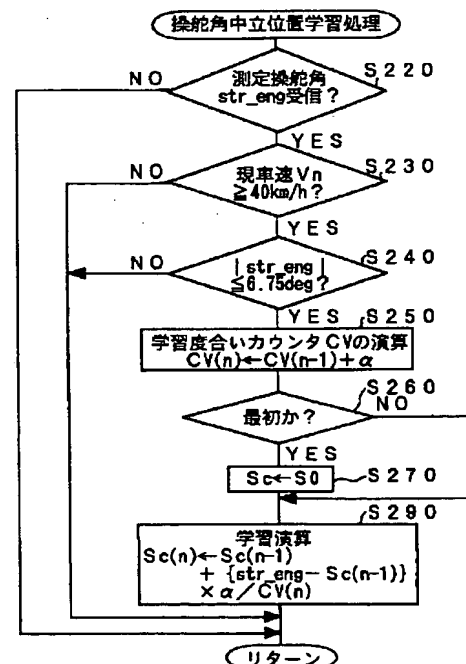 操舵角中立位置学習処理
S220
NO
測定操舵角
str_eng受信?
YES
S230
NO
現車速Vn
≧40km/h?
YES
S240
NO
| str_eng |
≦6.75deg?
YES
S250
学習度合いカウンタCVの演算
CV(n)←CV(n-1)+α
S260
最初か?
NO
YES
Sc←S0
S270
S290
学習演算
Sc(n)←Sc(n-1)
+ {str_eng-Sc(n-1)}
×α/CV(n)
リターン